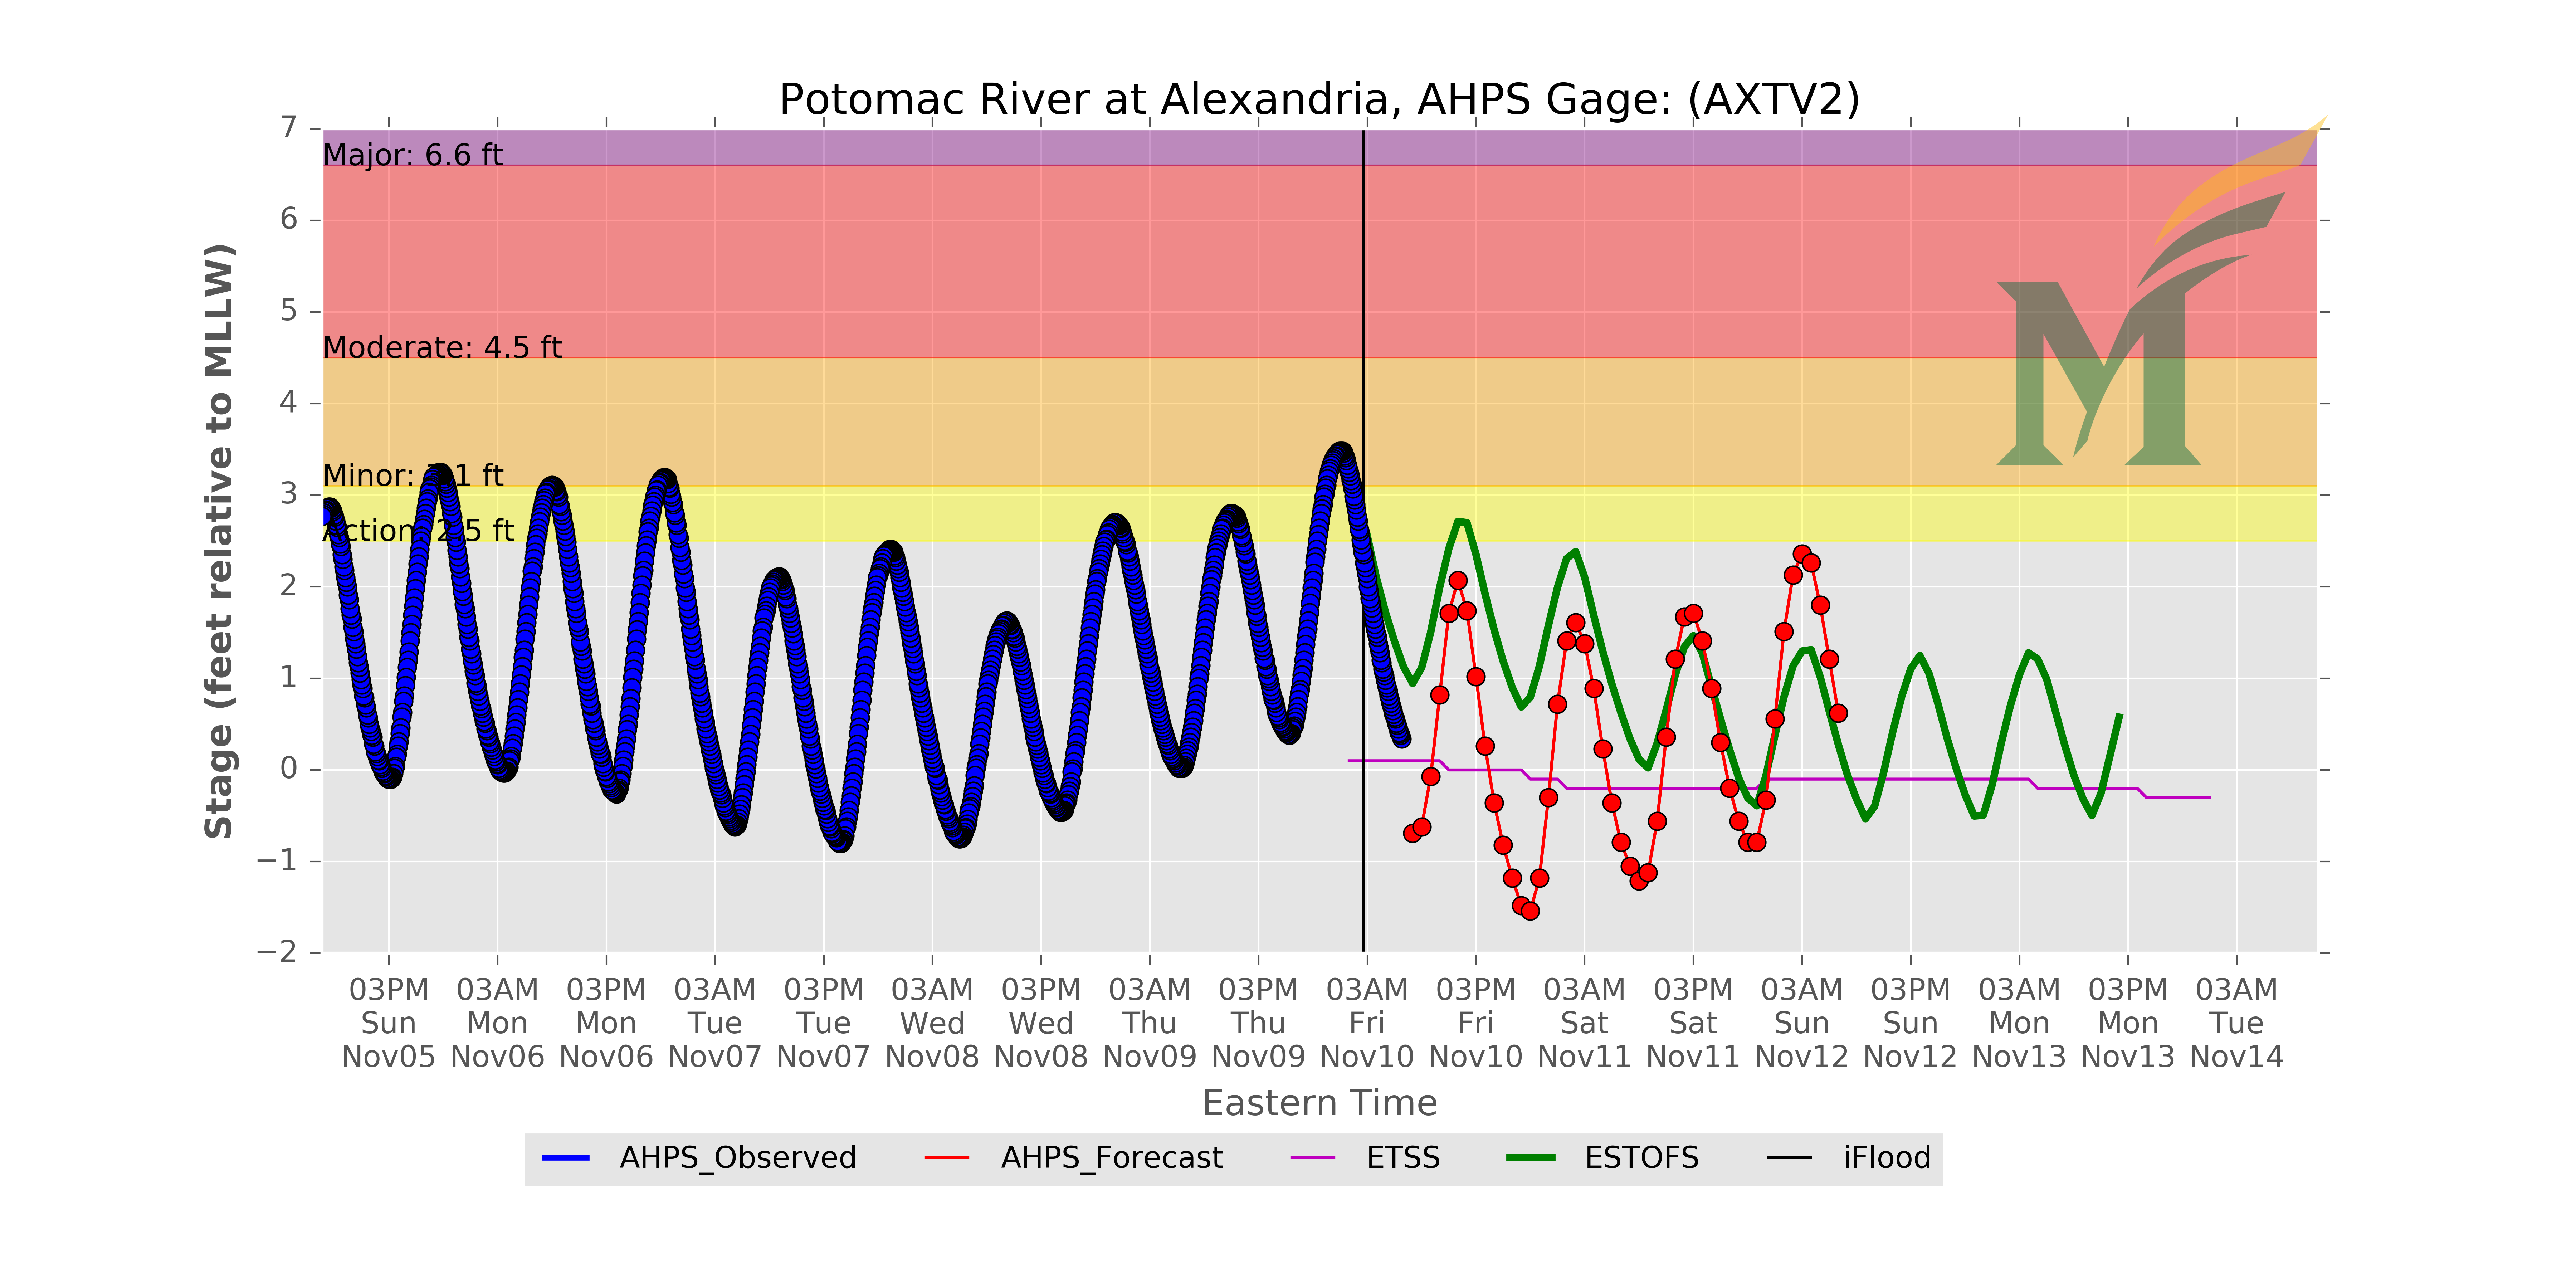 Potomac River at Alexandria, AHPS Gage: (AXTV2)
Stage (feet relative to MLLW)
7
6
5
4
3
2
1
0
−1
−2
Major: 6.6 ft
Moderate: 4.5 ft
Minor: 3.1 ft
Action: 2.5 ft
M
03PM 03AM 03PM 03AM 03PM 03AM 03PM 03AM 03PM 03AM 03PM 03AM 03PM 03AM 03PM 03AM 03PM 03AM
Sun Mon Mon Tue Tue Wed Wed Thu Thu Fri Fri Sat Sat Sun Sun Mon Mon Tue
Nov05 Nov06 Nov06 Nov07 Nov07 Nov08 Nov08 Nov09 Nov09 Nov10 Nov10 Nov11 Nov11 Nov12 Nov12 Nov13 Nov13 Nov14
Eastern Time
AHPS_Observed AHPS_Forecast ETSS ESTOFS iFlood